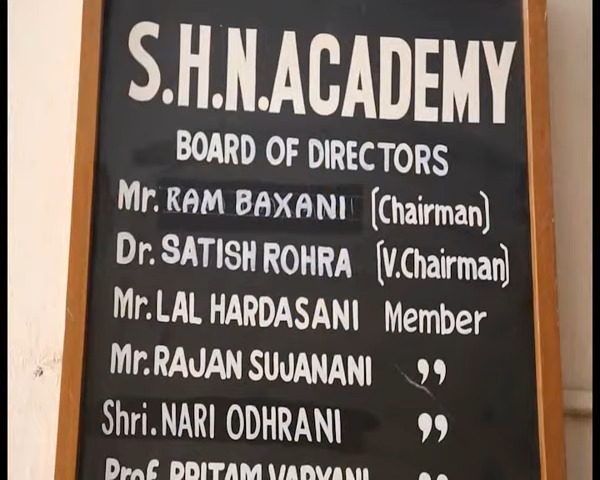 S.H.N.ACADEMY
BOARD OF DIRECTORS
Mr. RAM BAXANI (Chairman)
Dr. SATISH ROHRA (V.Chairman)
Mr. LAL HARDASANI Member
Mr. RAJAN SUJANANI ”
Shri. NARI ODHRANI ”
Prof. PRITAM VARYANI ”